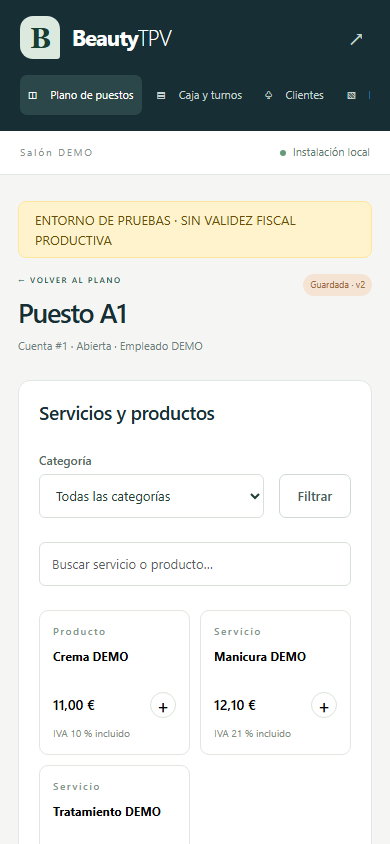 B BeautyTPV
Plano de puestos Caja y turnos Clientes
Salón DEMO Instalación local
ENTORNO DE PRUEBAS · SIN VALIDEZ FISCAL
PRODUCTIVA
← VOLVER AL PLANO
Guardada · v2
Puesto A1
Cuenta #1 · Abierta · Empleado DEMO
Servicios y productos
Categoría
Todas las categorías Filtrar
Buscar servicio o producto...
Producto
Crema DEMO
11,00 € +
IVA 10 % incluido
Servicio
Manicura DEMO
12,10 € +
IVA 21 % incluido
Servicio
Tratamiento DEMO